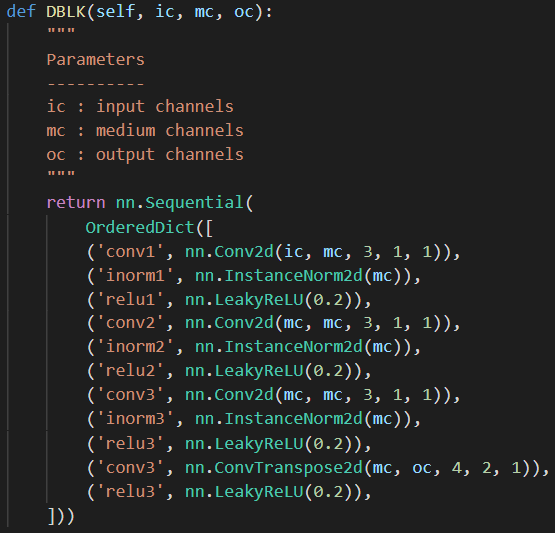 def DBLK(self, ic, mc, oc):
    """
    Parameters
    ----------
    ic : input channels
    mc : medium channels
    oc : output channels
    """
    return nn.Sequential(
        OrderedDict([
        ('conv1', nn.Conv2d(ic, mc, 3, 1, 1)),
        ('inorm1', nn.InstanceNorm2d(mc)),
        ('relu1', nn.LeakyReLU(0.2)),
        ('conv2', nn.Conv2d(mc, mc, 3, 1, 1)),
        ('inorm2', nn.InstanceNorm2d(mc)),
        ('relu2', nn.LeakyReLU(0.2)),
        ('conv3', nn.Conv2d(mc, mc, 3, 1, 1)),
        ('inorm3', nn.InstanceNorm2d(mc)),
        ('relu3', nn.LeakyReLU(0.2)),
        ('conv3', nn.ConvTranspose2d(mc, oc, 4, 2, 1)),
        ('relu3', nn.LeakyReLU(0.2)),
    ]))